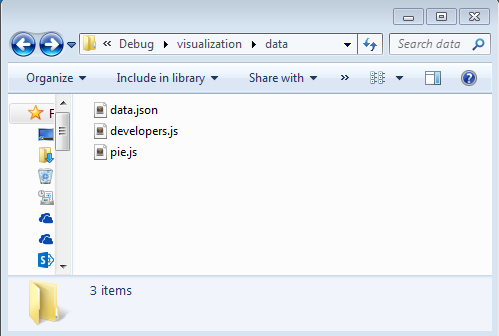 « Debug visualization data
Search data
Organize Include in library Share with »
F
data.json
developers.js
pie.js
3 items